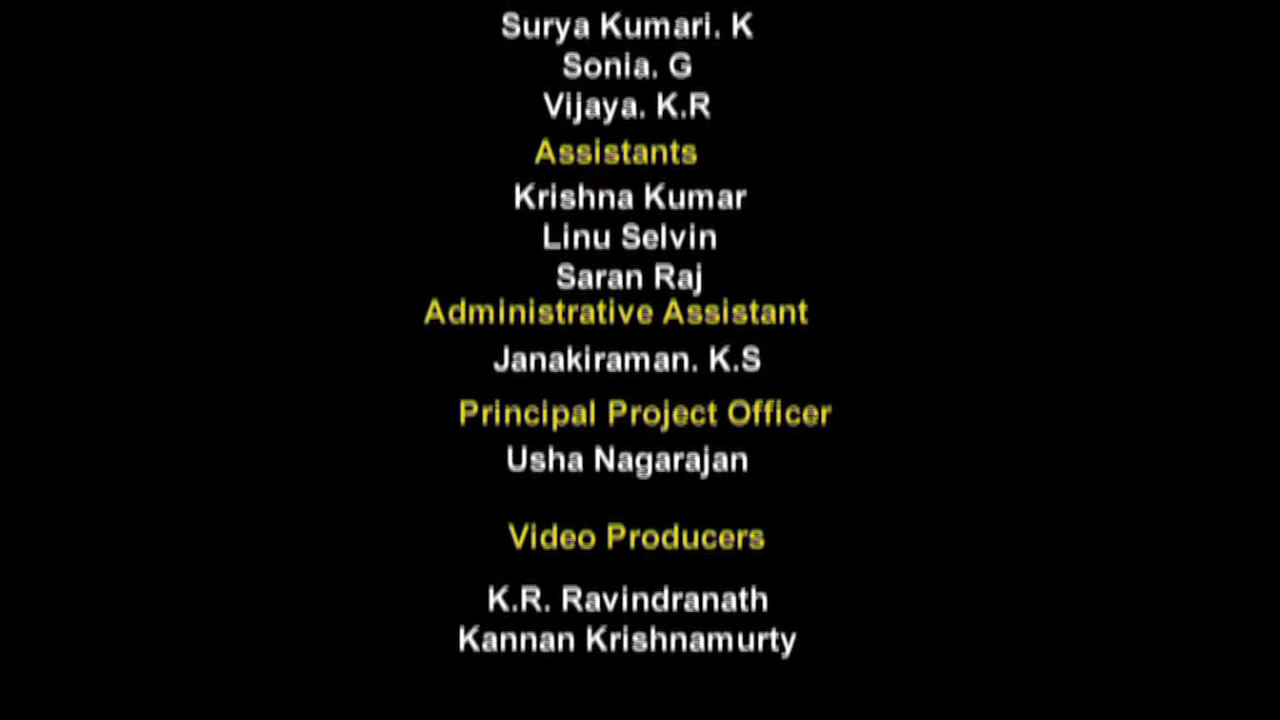 Surya Kumari. K
Sonia. G
Vijaya. K.R
Assistants
Krishna Kumar
Linu Selvin
Saran Raj
Administrative Assistant
Janakiraman. K.S
Principal Project Officer
Usha Nagarajan
Video Producers
K.R. Ravindranath
Kannan Krishnamurty